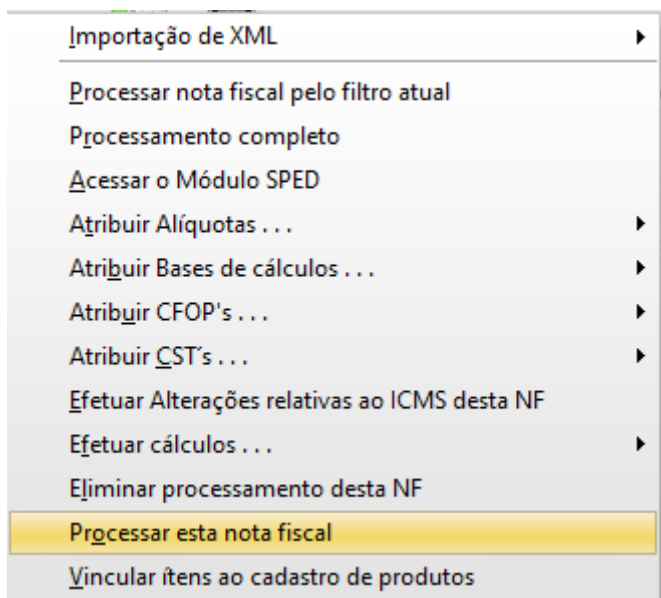 Importação de XML
Processar nota fiscal pelo filtro atual
Processamento completo
Acessar o Módulo SPED
Atribuir Alíquotas . . .
Atribuir Bases de cálculos . . .
Atribuir CFOP's . . .
Atribuir CST´s . . .
Efetuar Alterações relativas ao ICMS desta NF
Efetuar cálculos . . .
Eliminar processamento desta NF
Processar esta nota fiscal
Vincular ítens ao cadastro de produtos